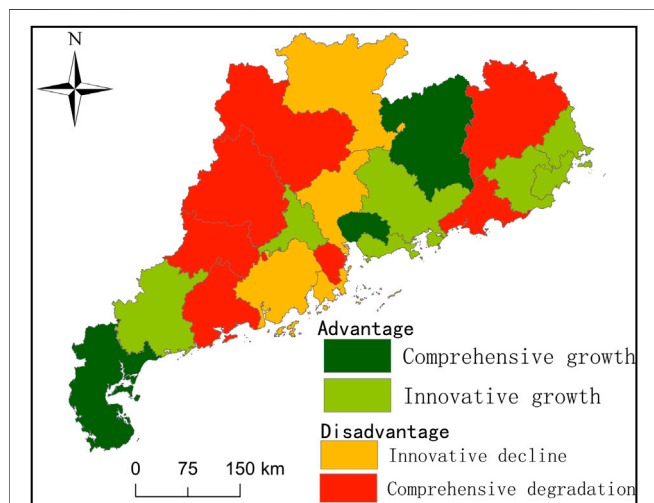 N
Advantage
Comprehensive growth
Innovative growth
Disadvantage
Innovative decline
Comprehensive degradation
0 75 150 km